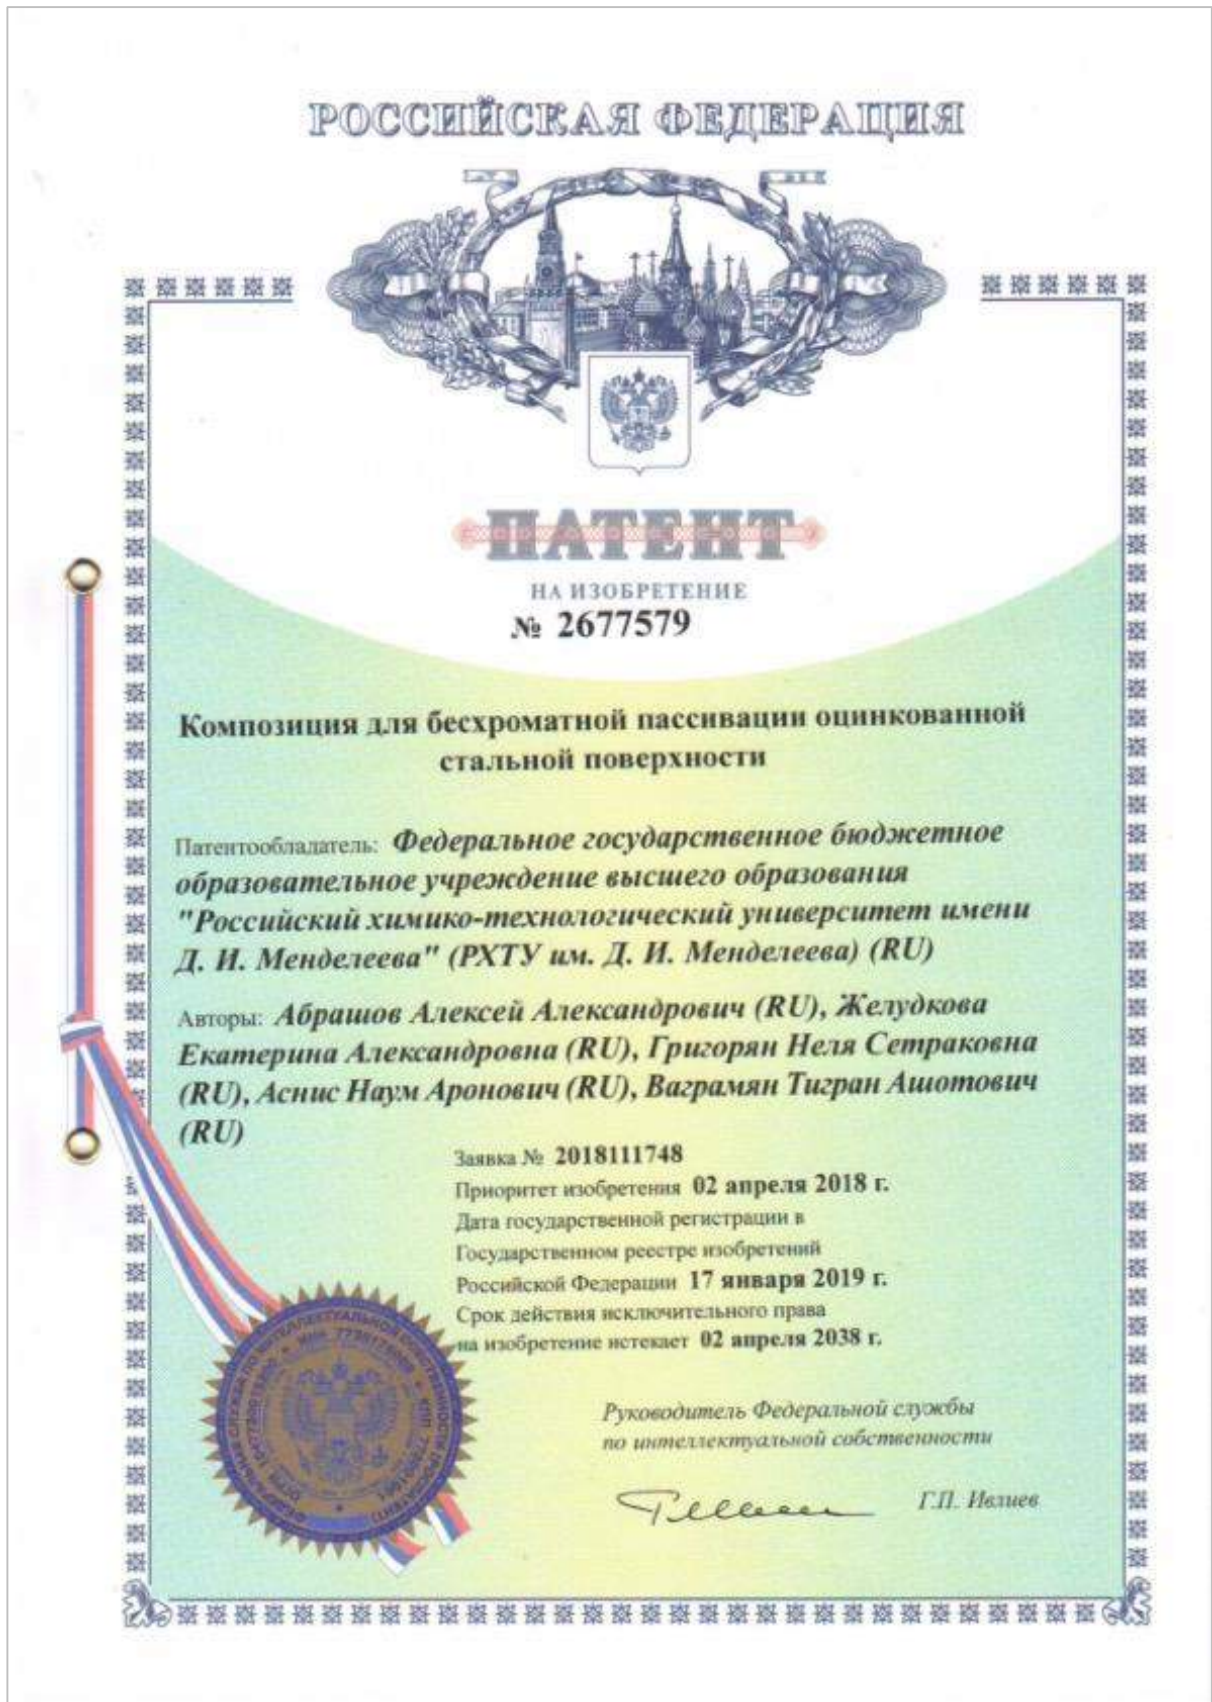 РОССИЙСКАЯ ФЕДЕРАЦИЯ
ПАТЕНТ
НА ИЗОБРЕТЕНИЕ
№ 2677579
Композиция для бесхроматной пассивации оцинкованной
стальной поверхности
Патентообладатель: Федеральное государственное бюджетное
образовательное учреждение высшего образования
"Российский химико-технологический университет имени
Д. И. Менделеева" (РХТУ им. Д. И. Менделеева) (RU)
Авторы: Абрашов Алексей Александрович (RU), Желудкова
Екатерина Александровна (RU), Григорян Неля Сетраковна
(RU), Аснис Наум Аронович (RU), Ваграмян Тигран Ашотович
(RU)
Заявка № 2018111748
Приоритет изобретения 02 апреля 2018 г.
Дата государственной регистрации в
Государственном реестре изобретений
Российской Федерации 17 января 2019 г.
Срок действия исключительного права
на изобретение истекает 02 апреля 2038 г.
Руководитель Федеральной службы
по интеллектуальной собственности
Г.П. Ивлиев